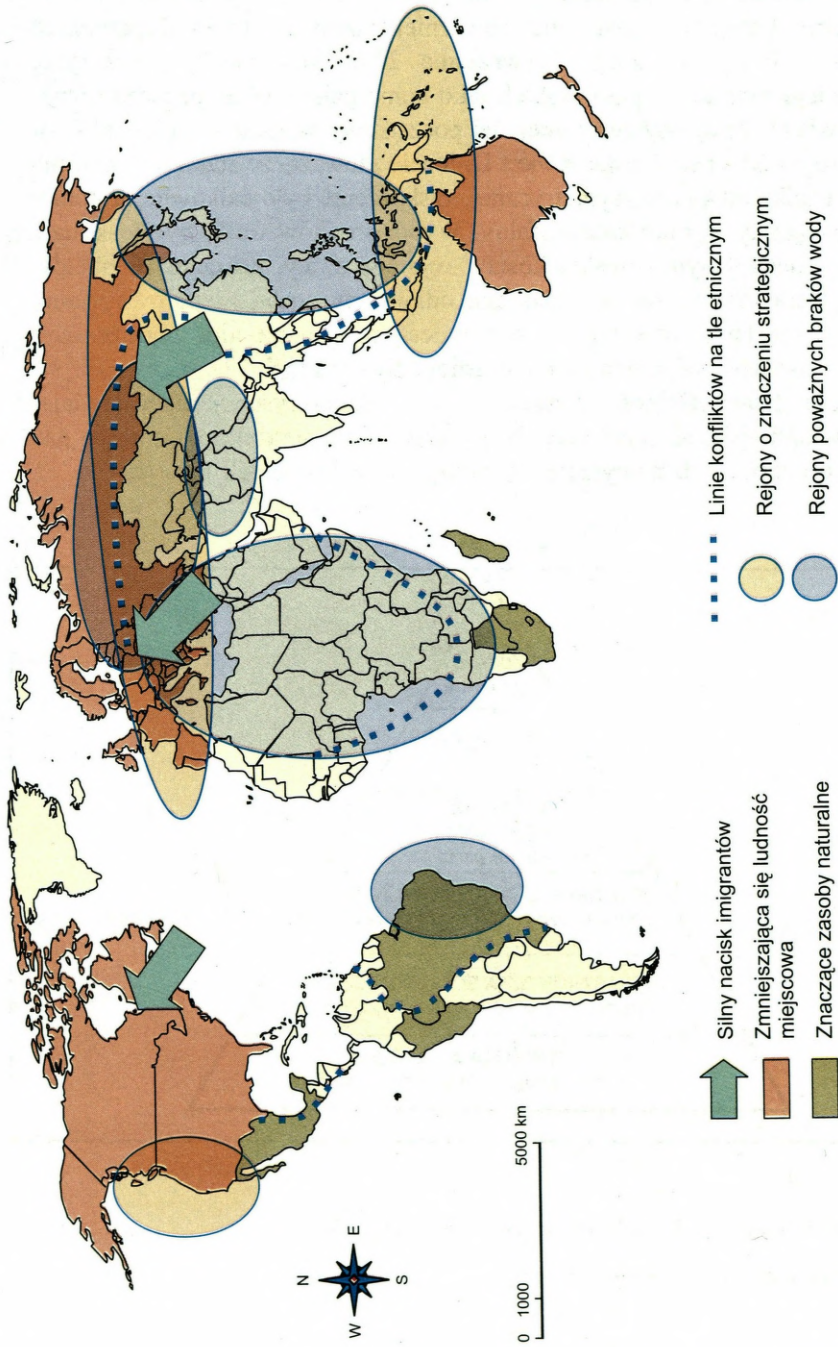 N
W
E
S
0
1000
5000 km
Silny nacisk imigrantów
Zmniejszająca się ludność
miejscowa
Znaczące zasoby naturalne
Linie konfliktów na tle etnicznym
Rejony o znaczeniu strategicznym
Rejony poważnych braków wody